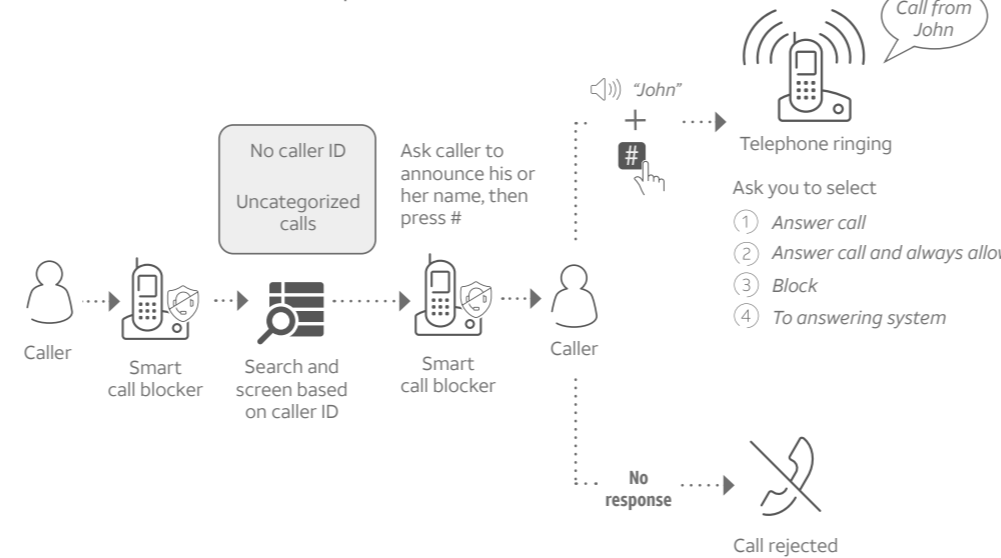 Call from
John
"John"
+
#
Telephone ringing
No caller ID
Uncategorized
calls
Ask caller to
announce his or
her name, then
press #
Ask you to select
1 Answer call
2 Answer call and always allow
3 Block
4 To answering system
Caller
Smart
call blocker
Search and
screen based
on caller ID
Smart
call blocker
Caller
No
response
Call rejected